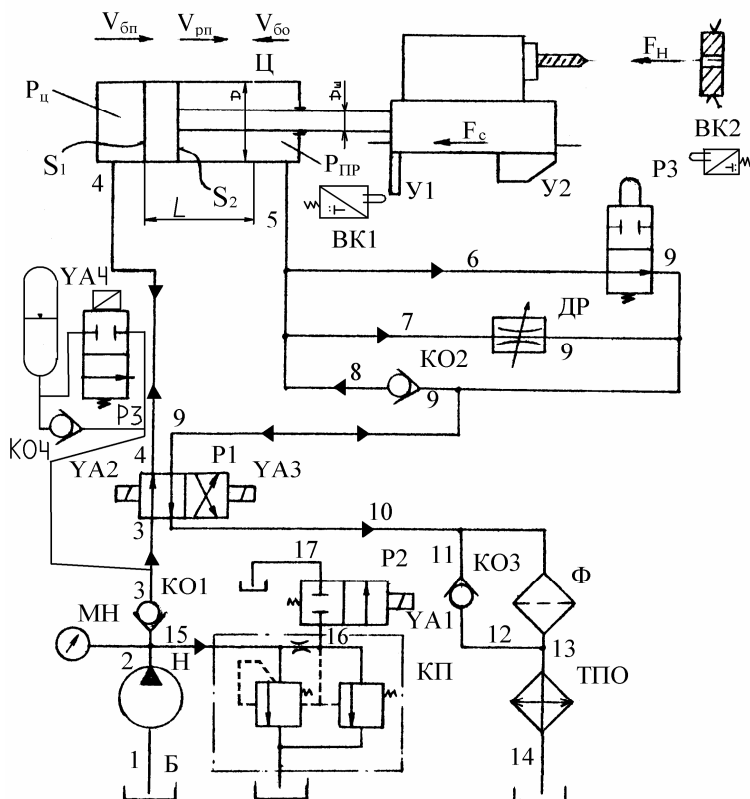 Vбп Vрп Vбо
Ц
Fн
Pц
D
Dш
Fс
S1
S2
Pпр
У1
У2
ВК2
Р3
4
L
5
ВК1
6
9
YA4
7
ДР
9
КО2
8
9
Р3
9
КО4
YA2
4
Р1
YA3
3
10
17
Р2
11
КО3
Ф
3
КО1
МН
15
16
YA1
12
13
2
Н
КП
ТПО
1
Б
14